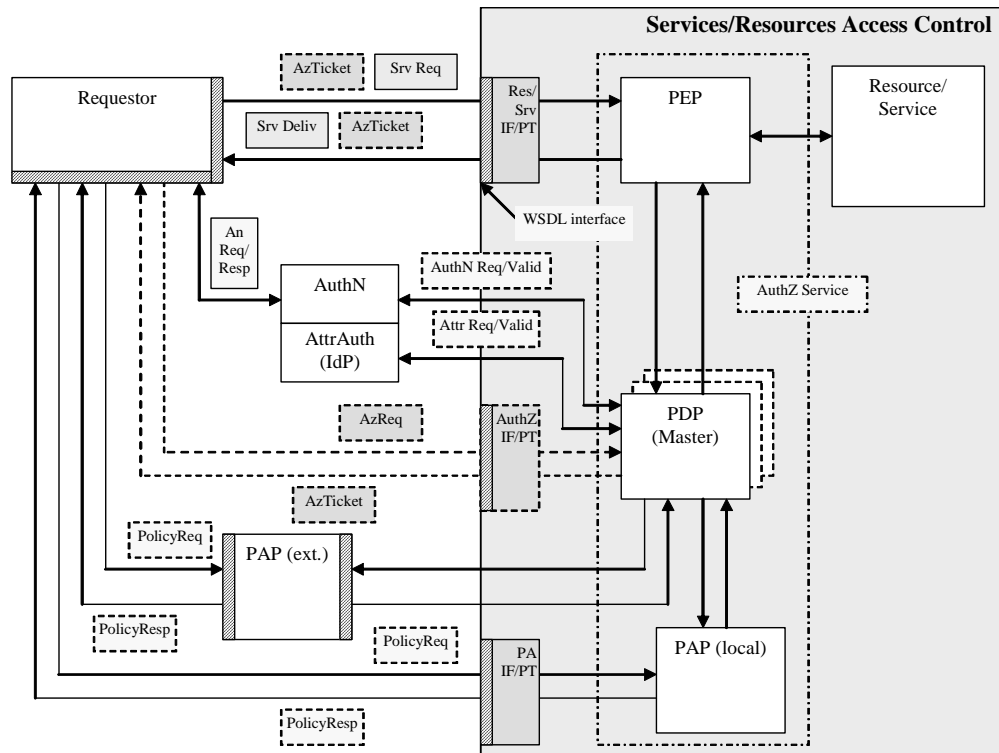 Services/Resources Access Control
AzTicket
Srv Req
Requestor
Res/
Srv
IF/PT
PEP
Resource/
Service
Srv Deliv
AzTicket
WSDL interface
An
Req/
Resp
AuthN Req/Valid
AuthN
AuthZ Service
Attr Req/Valid
AttrAuth
(IdP)
AzReq
AuthZ
IF/PT
PDP
(Master)
AzTicket
PolicyReq
PAP (ext.)
PolicyResp
PolicyReq
PA
IF/PT
PAP (local)
PolicyResp